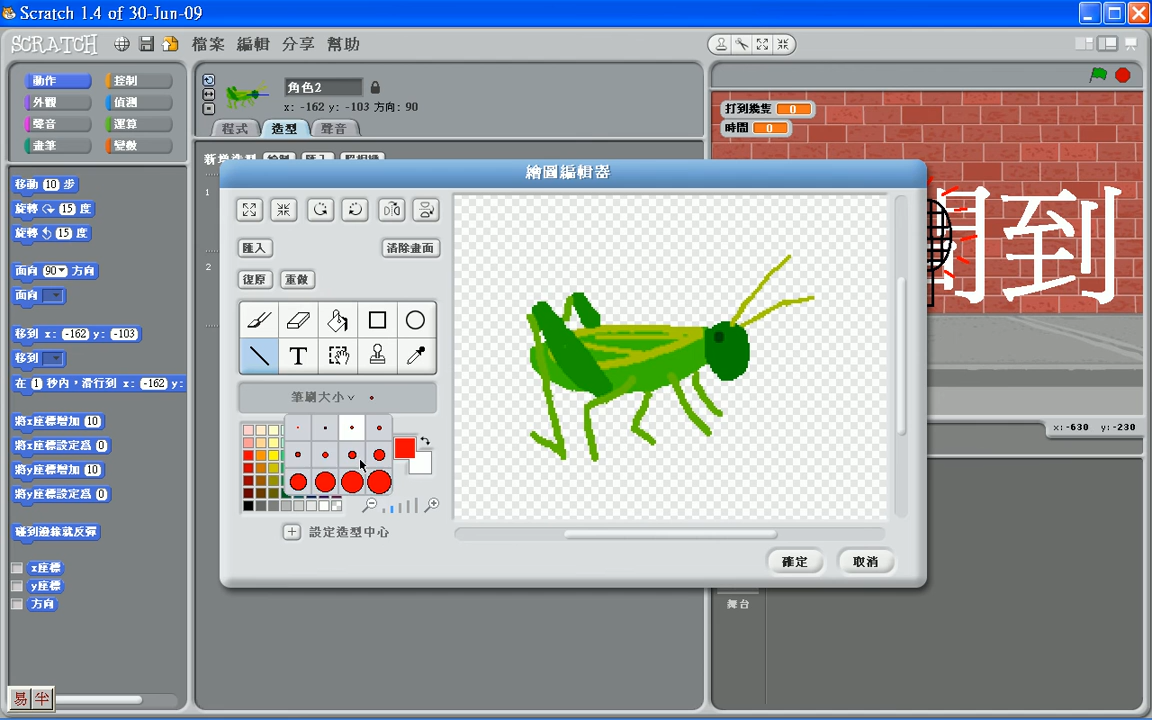 Scratch 1.4 of 30-Jun-09
SCRATCH 檔案 編輯 分享 幫助
動作 控制
外觀 偵測
聲音 運算
畫筆 變數
角色2
x: -162 y: -103 方向: 90
程式 造型 聲音
新增造型 繪製 匯入 照相機
1
2
移動 10 步
旋轉 15 度
旋轉 15 度
面向 90 方向
面向
移到 x: -162 y: -103
移到
在 1 秒內，滑行到 x: -162 y:
將x座標增加 10
將x座標設定為 0
將y座標增加 10
將y座標設定為 0
碰到邊緣就反彈
x座標
y座標
方向
易 半
繪圖編輯器
匯入 清除畫面
復原 重做
T
筆刷大小
設定造型中心
確定 取消
打到幾隻 0
時間 0
到
x:-630 y:-230
舞台